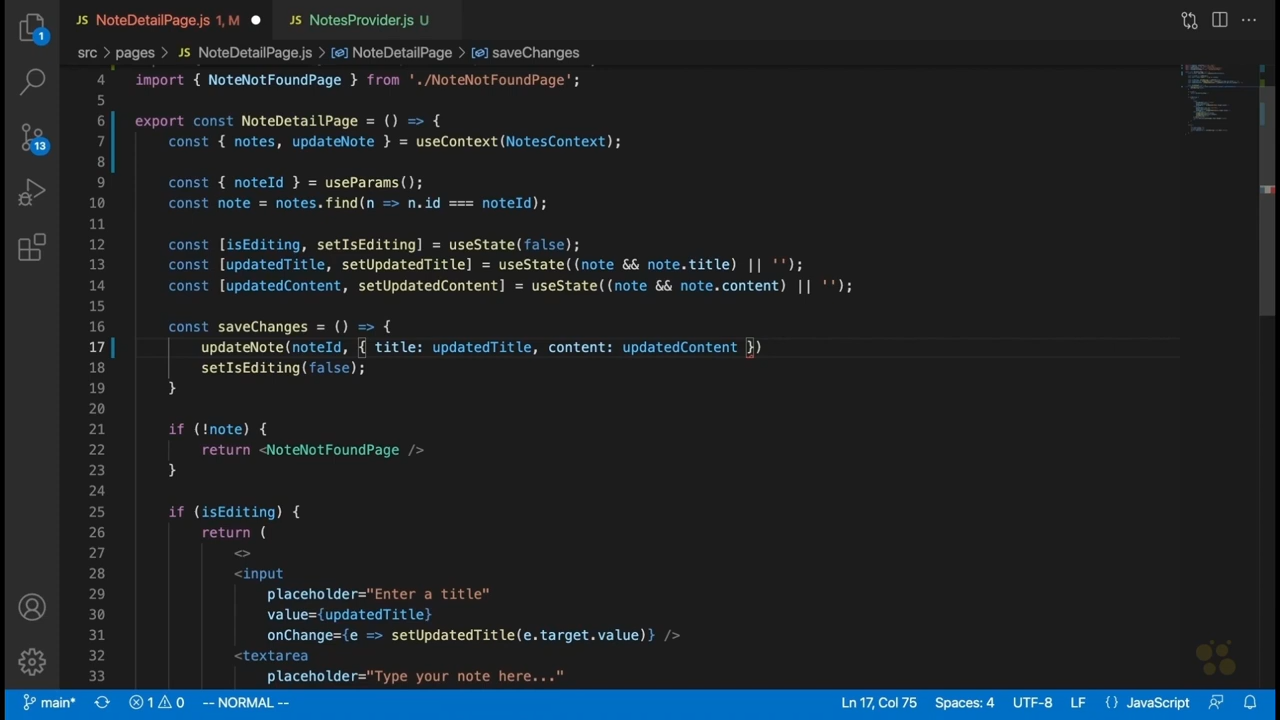 JS NoteDetailPage.js 1, M JS NotesProvider.js U
src > pages > JS NoteDetailPage.js > NoteDetailPage > saveChanges
4 import { NoteNotFoundPage } from './NoteNotFoundPage';
5
6 export const NoteDetailPage = () => {
7 const { notes, updateNote } = useContext(NotesContext);
8
9 const { noteId } = useParams();
10 const note = notes.find(n => n.id === noteId);
11
12 const [isEditing, setIsEditing] = useState(false);
13 const [updatedTitle, setUpdatedTitle] = useState((note && note.title) || '');
14 const [updatedContent, setUpdatedContent] = useState((note && note.content) || '');
15
16 const saveChanges = () => {
17 updateNote(noteId, { title: updatedTitle, content: updatedContent })
18 setIsEditing(false);
19 }
20
21 if (!note) {
22 return <NoteNotFoundPage />
23 }
24
25 if (isEditing) {
26 return (
27 <>
28 <input
29 placeholder="Enter a title"
30 value={updatedTitle}
31 onChange={e => setUpdatedTitle(e.target.value)} />
32 <textarea
33 placeholder="Type your note here..."
1
13
main* 1 0 -- NORMAL -- Ln 17, Col 75 Spaces: 4 UTF-8 LF {} JavaScript